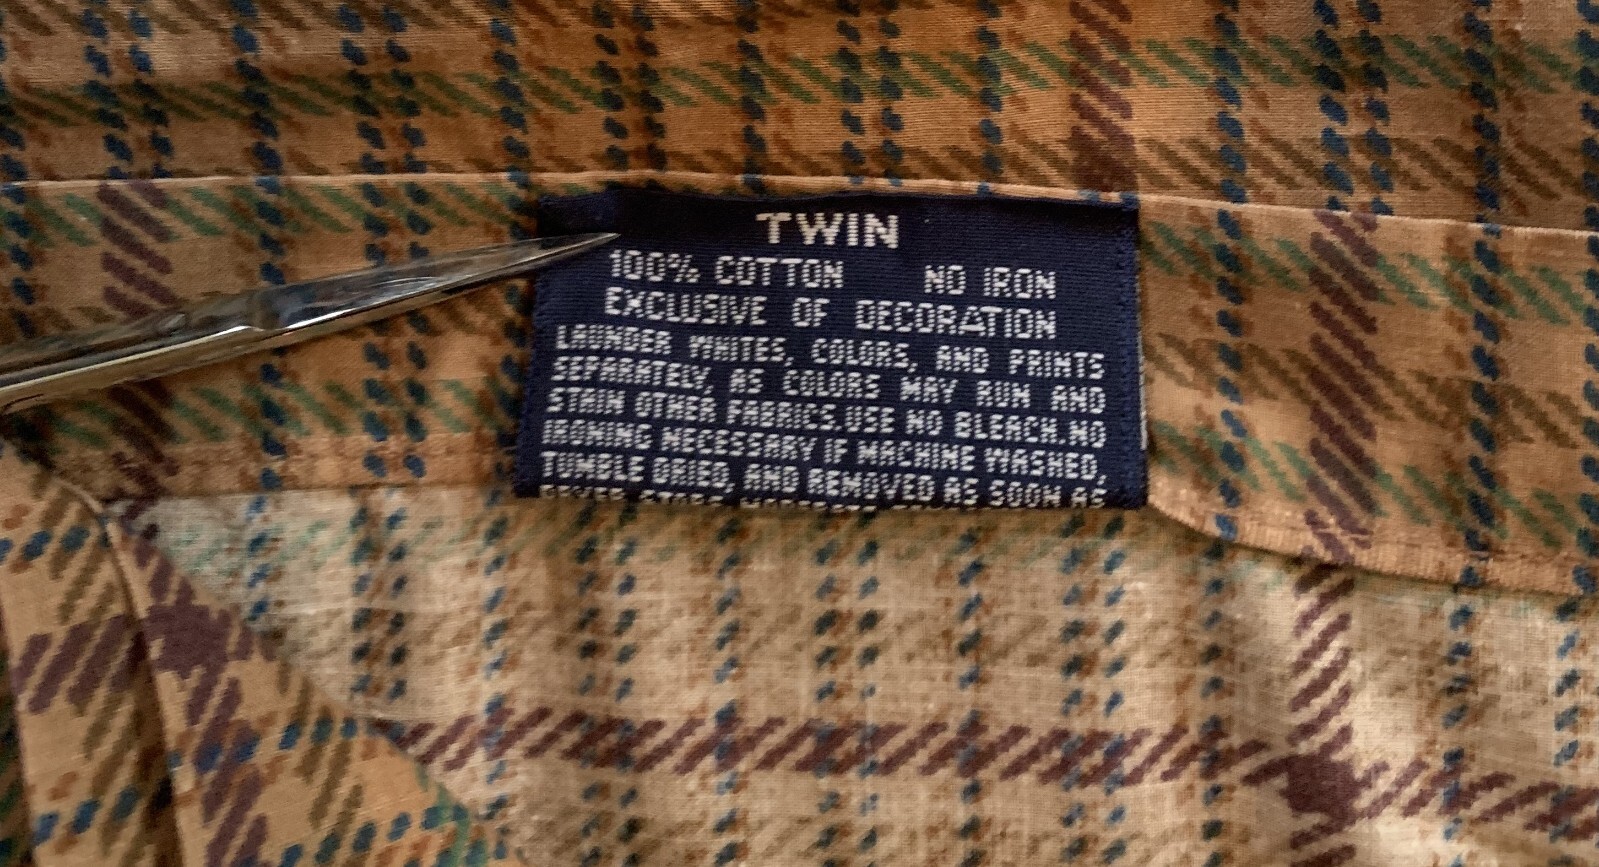 TWIN
100% COTTON NO IRON
EXCLUSIVE OF DECORATION
LAUNDER WHITES, COLORS, AND PRINTS
SEPARATELY, AS COLORS MAY RUN AND
STAIN OTHER FABRICS.USE NO BLEACH.NO
IRONING NECESSARY IF MACHINE WASHED,
TUMBLE DRIED, AND REMOVED AS SOON AS